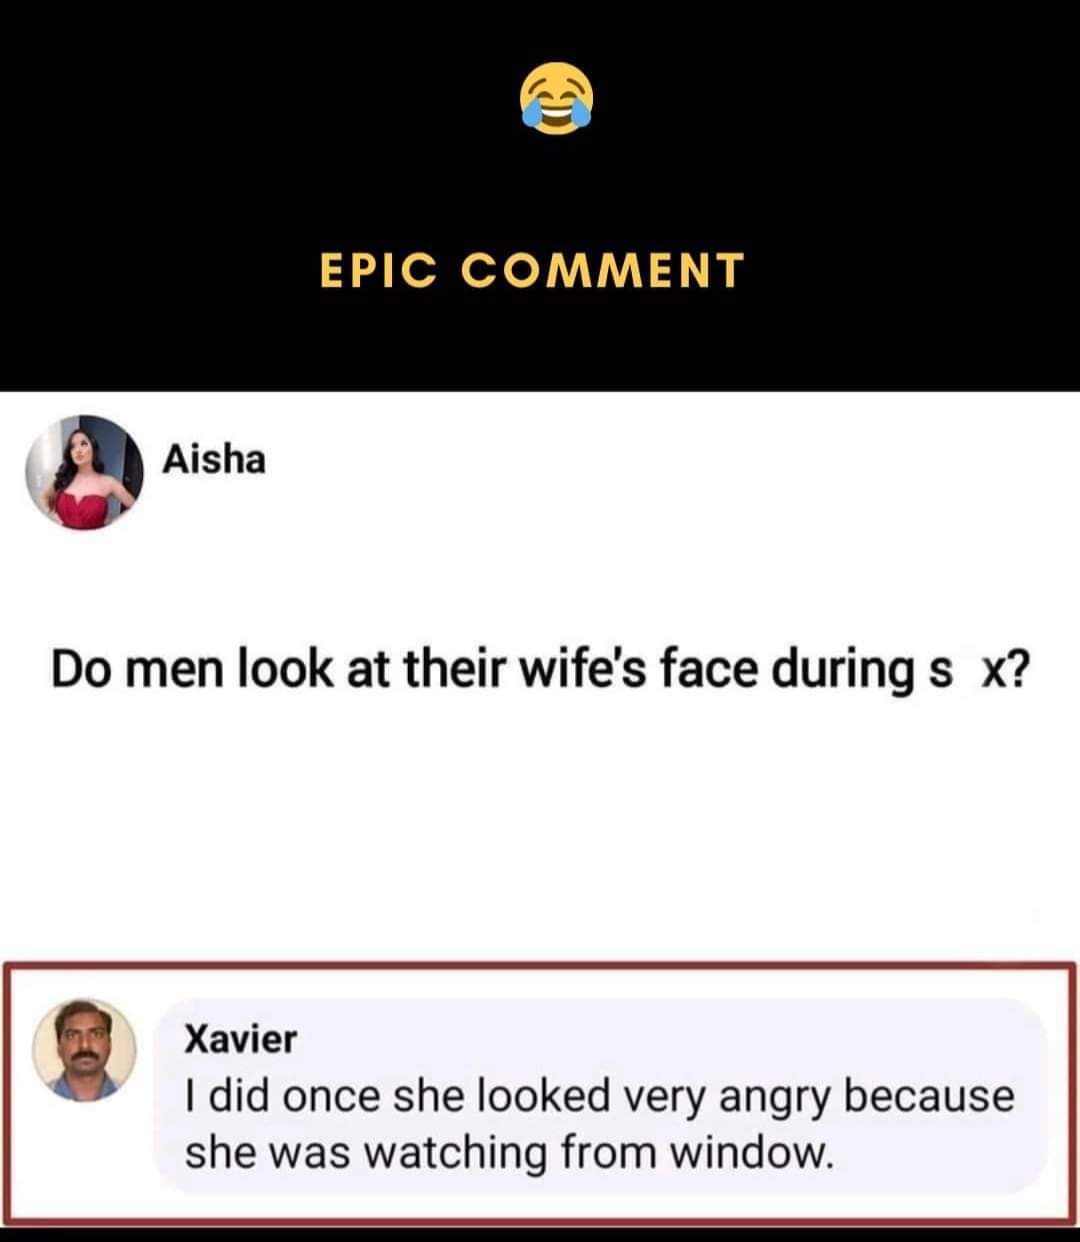 😂
EPIC COMMENT
Aisha
Do men look at their wife's face during s x?
Xavier
I did once she looked very angry because
she was watching from window.